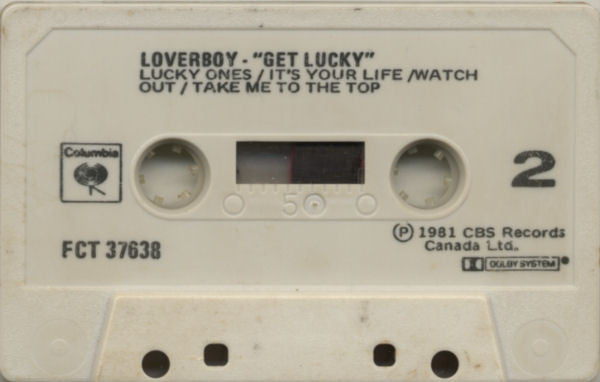 LOVERBOY - "GET LUCKY"
LUCKY ONES / IT'S YOUR LIFE / WATCH
OUT / TAKE ME TO THE TOP
Columbia
50
2
FCT 37638
Ⓟ 1981 CBS Records
Canada Ltd.
DOLBY SYSTEM